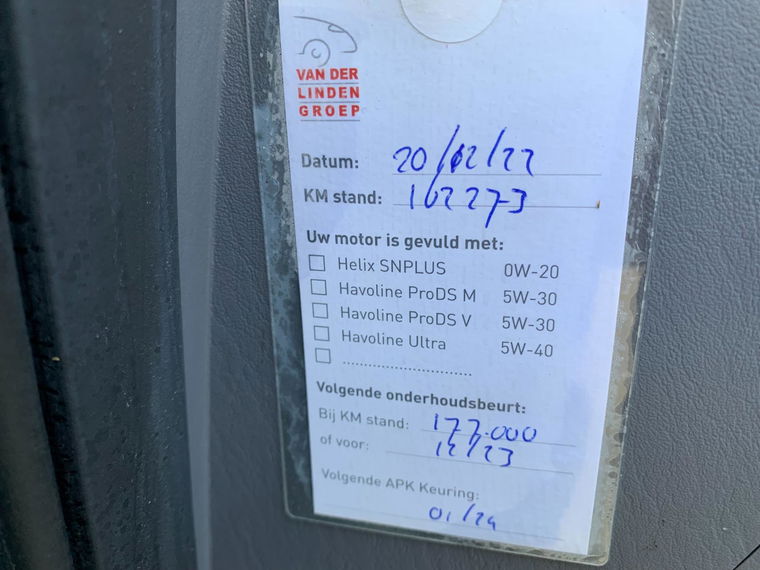 VAN DER
LINDEN
GROEP
Datum: 20/12/22
KM stand: 162273
Uw motor is gevuld met:
Helix SNPLUS 0W-20
Havoline ProDS M 5W-30
Havoline ProDS V 5W-30
Havoline Ultra 5W-40
..........................
Volgende onderhoudsbeurt:
Bij KM stand: 177.000
of voor: 12/23
Volgende APK Keuring:
01/24